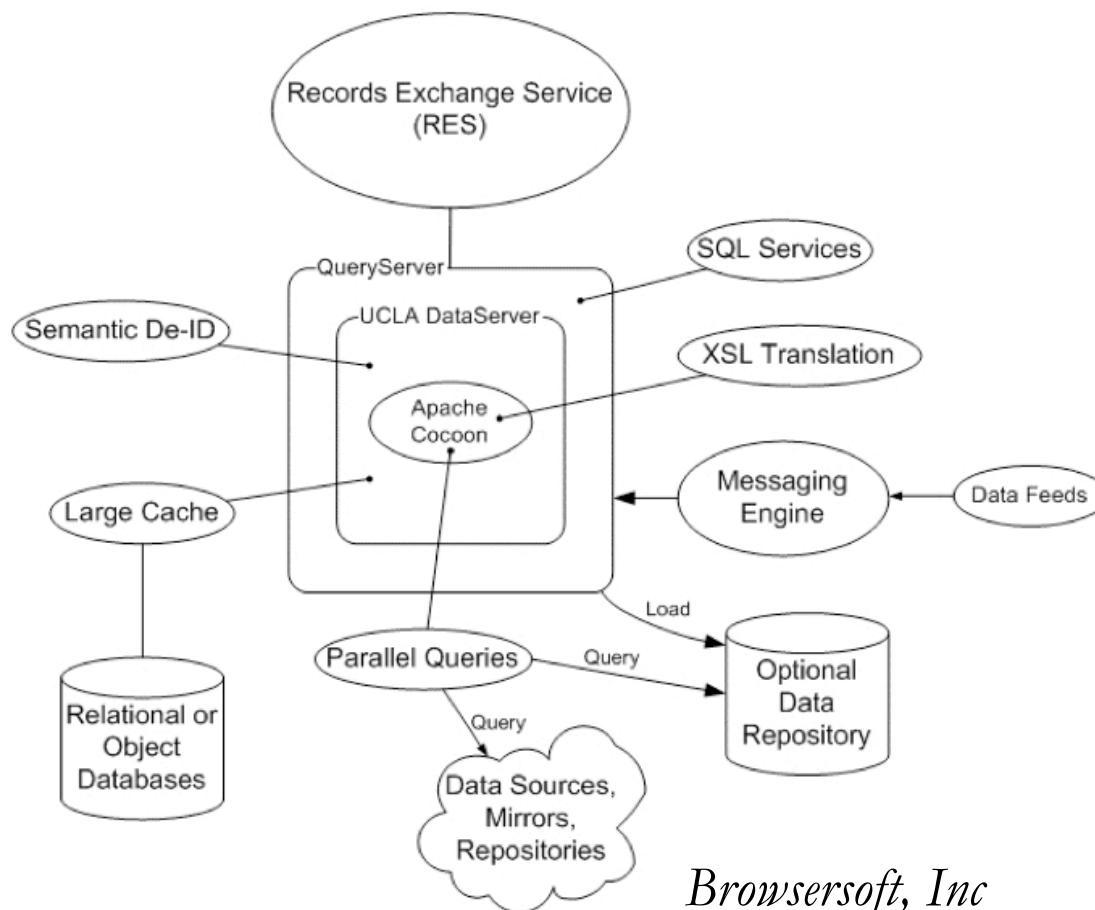 Records Exchange Service
(RES)
QueryServer
SQL Services
UCLA DataServer
Semantic De-ID
XSL Translation
Apache
Cocoon
Messaging
Engine
Data Feeds
Large Cache
Load
Parallel Queries
Query
Optional
Data
Repository
Relational or
Object
Databases
Query
Data Sources,
Mirrors,
Repositories
Browsersoft, Inc